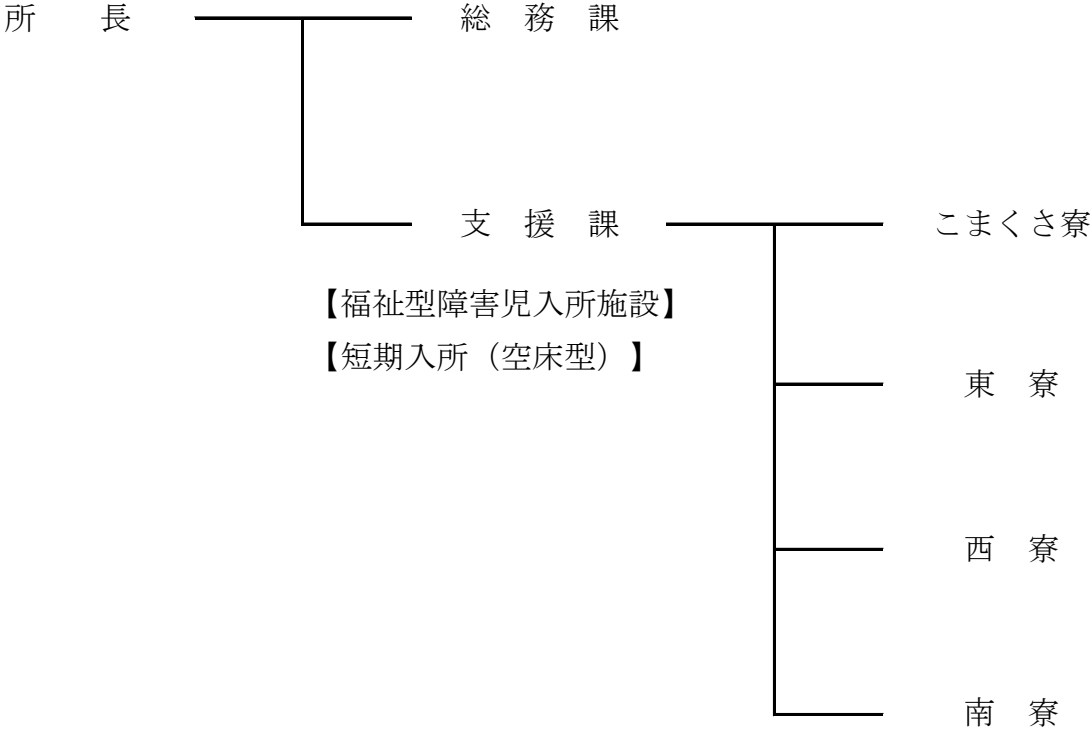 所　　長　　総　務　課
支　援　課　　こまくさ寮
【福祉型障害児入所施設】
【短期入所（空床型）】
東　寮
西　寮
南　寮